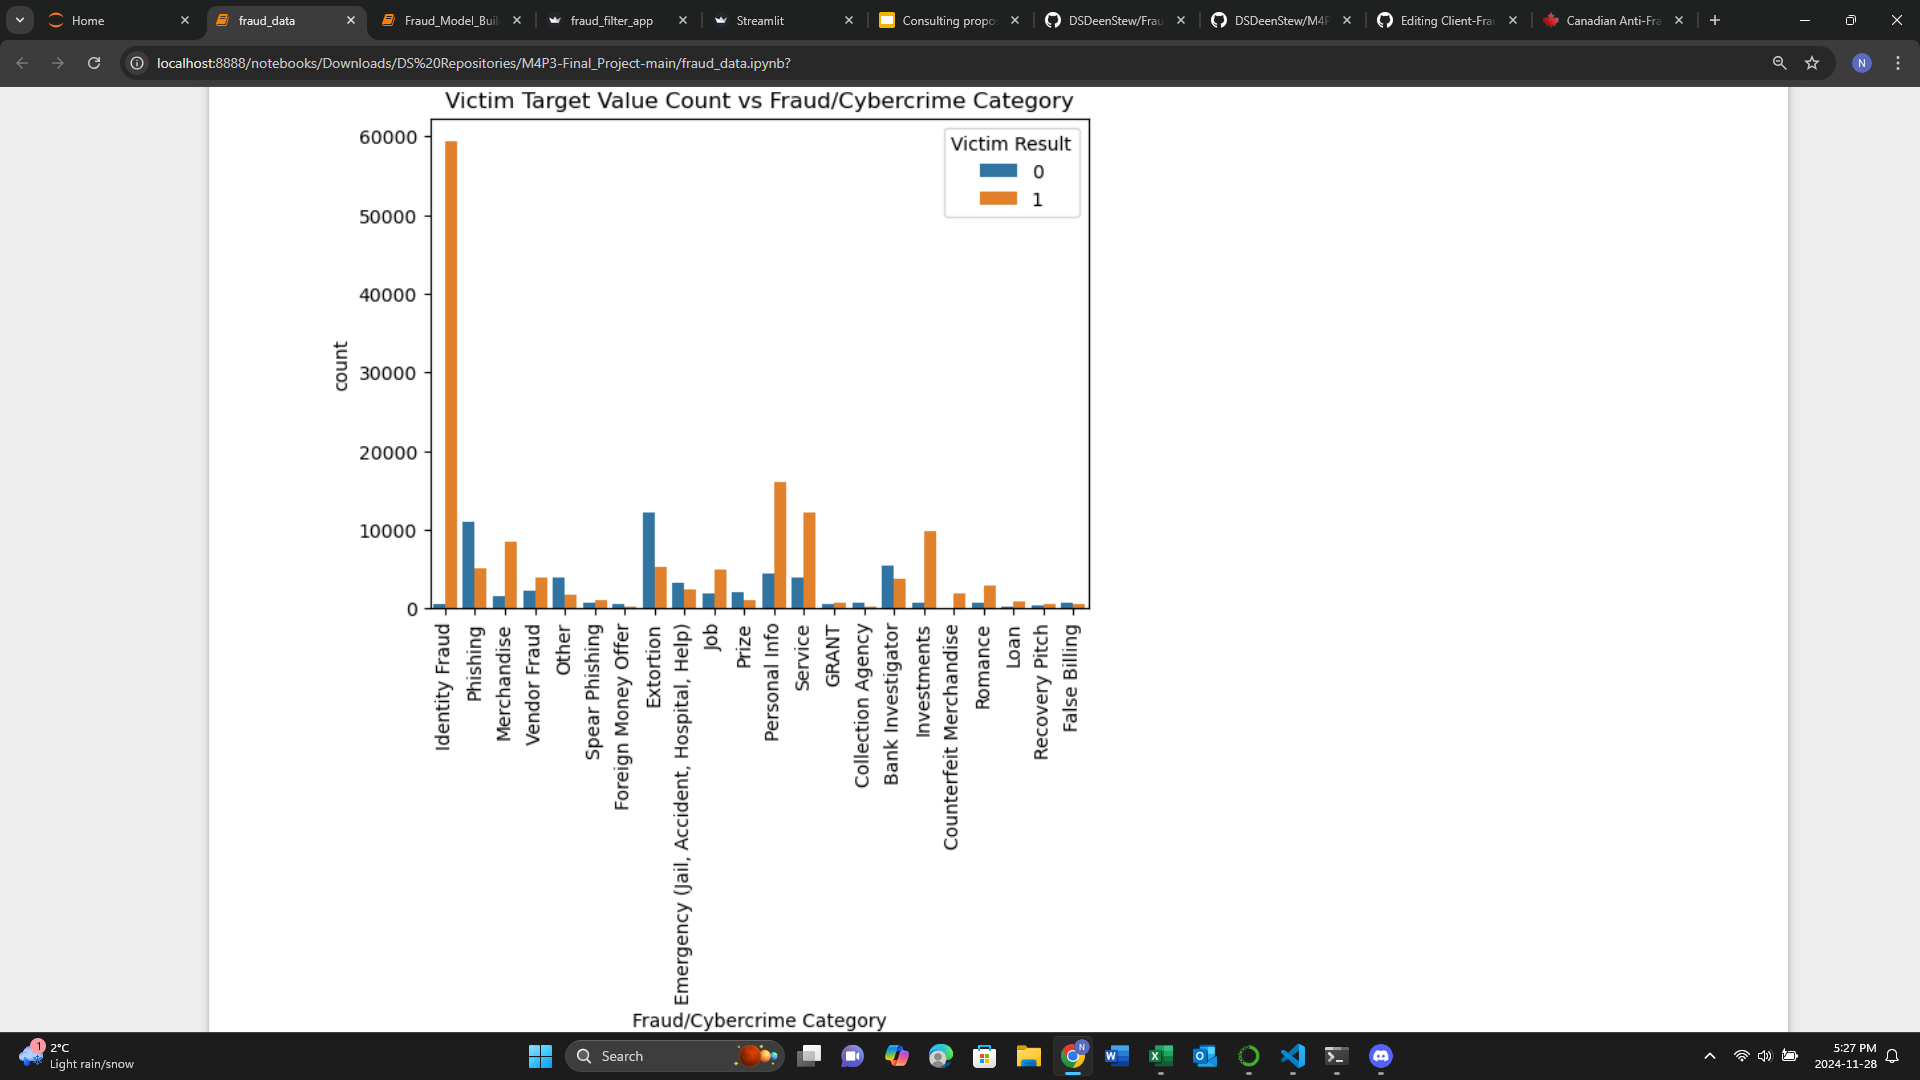 Home
fraud_data
Fraud_Model_Buil
fraud_filter_app
Streamlit
Consulting propo
DSDeenStew/Frau
DSDeenStew/M4P
Editing Client-Frau
Canadian Anti-Fra
localhost:8888/notebooks/Downloads/DS%20Repositories/M4P3-Final_Project-main/fraud_data.ipynb?
N
Victim Target Value Count vs Fraud/Cybercrime Category
60000
50000
40000
30000
20000
10000
0
count
Victim Result
0
1
Identity Fraud
Phishing
Merchandise
Vendor Fraud
Other
Spear Phishing
Foreign Money Offer
Extortion
Emergency (Jail, Accident, Hospital, Help)
Job
Prize
Personal Info
Service
GRANT
Collection Agency
Bank Investigator
Investments
Counterfeit Merchandise
Romance
Loan
Recovery Pitch
False Billing
Fraud/Cybercrime Category
1
2°C
Light rain/snow
Search
N
5:27 PM
2024-11-28